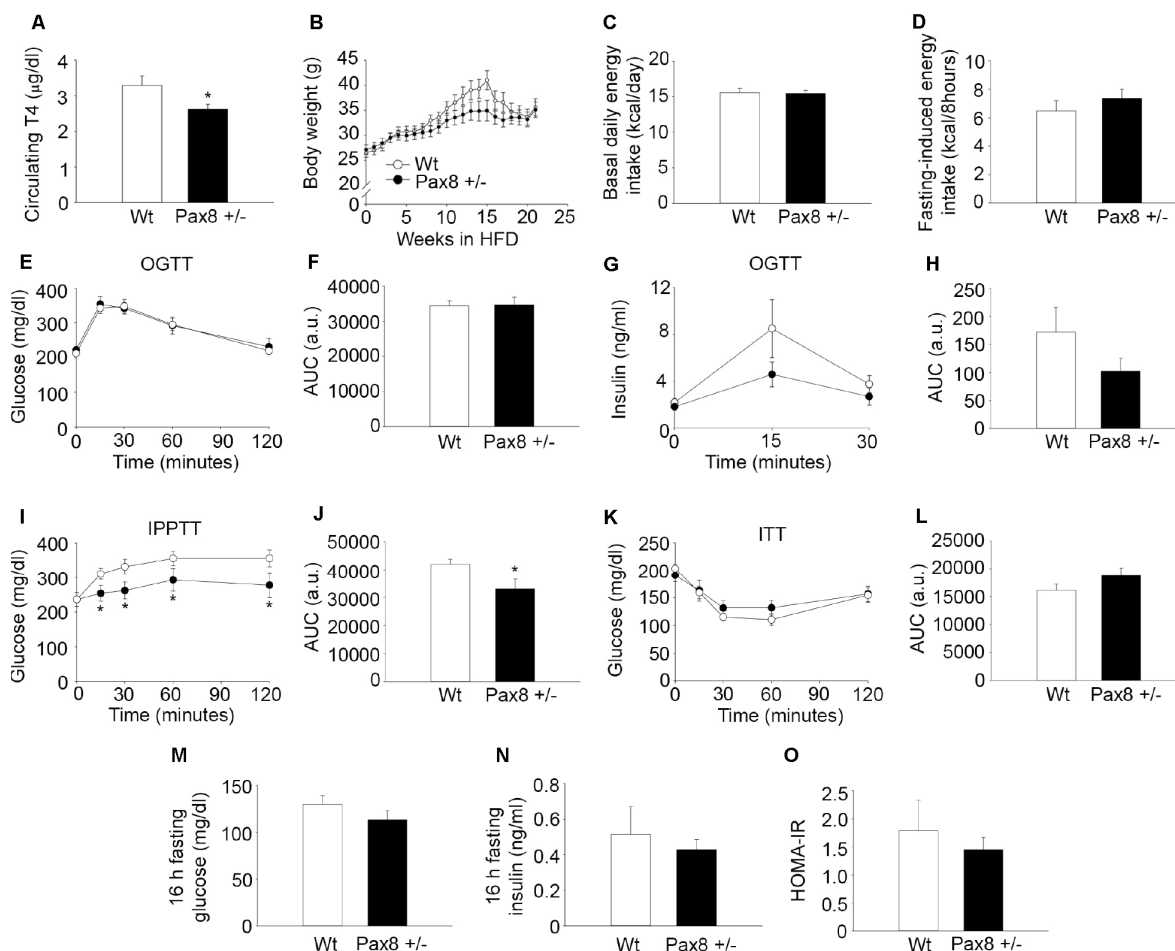 A
Circulating T4 (µg/dl)
4
3
2
1
0
*
Wt Pax8 +/-
B
Body weight (g)
45
40
35
30
25
20
0
Wt
Pax8 +/-
0 5 10 15 20 25
Weeks in HFD
C
Basal daily energy
intake (kcal/day)
20
15
10
5
0
Wt Pax8 +/-
D
Fasting-induced energy
intake (kcal/8hours)
10
8
6
4
2
0
Wt Pax8 +/-
E
OGTT
Glucose (mg/dl)
400
300
200
100
0
0 30 60 90 120
Time (minutes)
F
AUC (a.u.)
40000
30000
20000
10000
0
Wt Pax8 +/-
G
OGTT
Insulin (ng/ml)
12
8
4
0
0 15 30
Time (minutes)
H
AUC (a.u.)
250
200
150
100
50
0
Wt Pax8 +/-
I
IPPTT
Glucose (mg/dl)
400
300
200
100
0
* * * *
0 30 60 90 120
Time (minutes)
J
AUC (a.u.)
50000
40000
30000
20000
10000
0
*
Wt Pax8 +/-
K
ITT
Glucose (mg/dl)
250
200
150
100
50
0
0 30 60 90 120
Time (minutes)
L
AUC (a.u.)
20000
15000
10000
5000
0
Wt Pax8 +/-
M
16 h fasting
glucose (mg/dl)
150
100
50
0
Wt Pax8 +/-
N
16 h fasting
insulin (ng/ml)
0.8
0.6
0.4
0.2
0
Wt Pax8 +/-
O
HOMA-IR
2.5
2.0
1.5
1.0
0.5
0
Wt Pax8 +/-